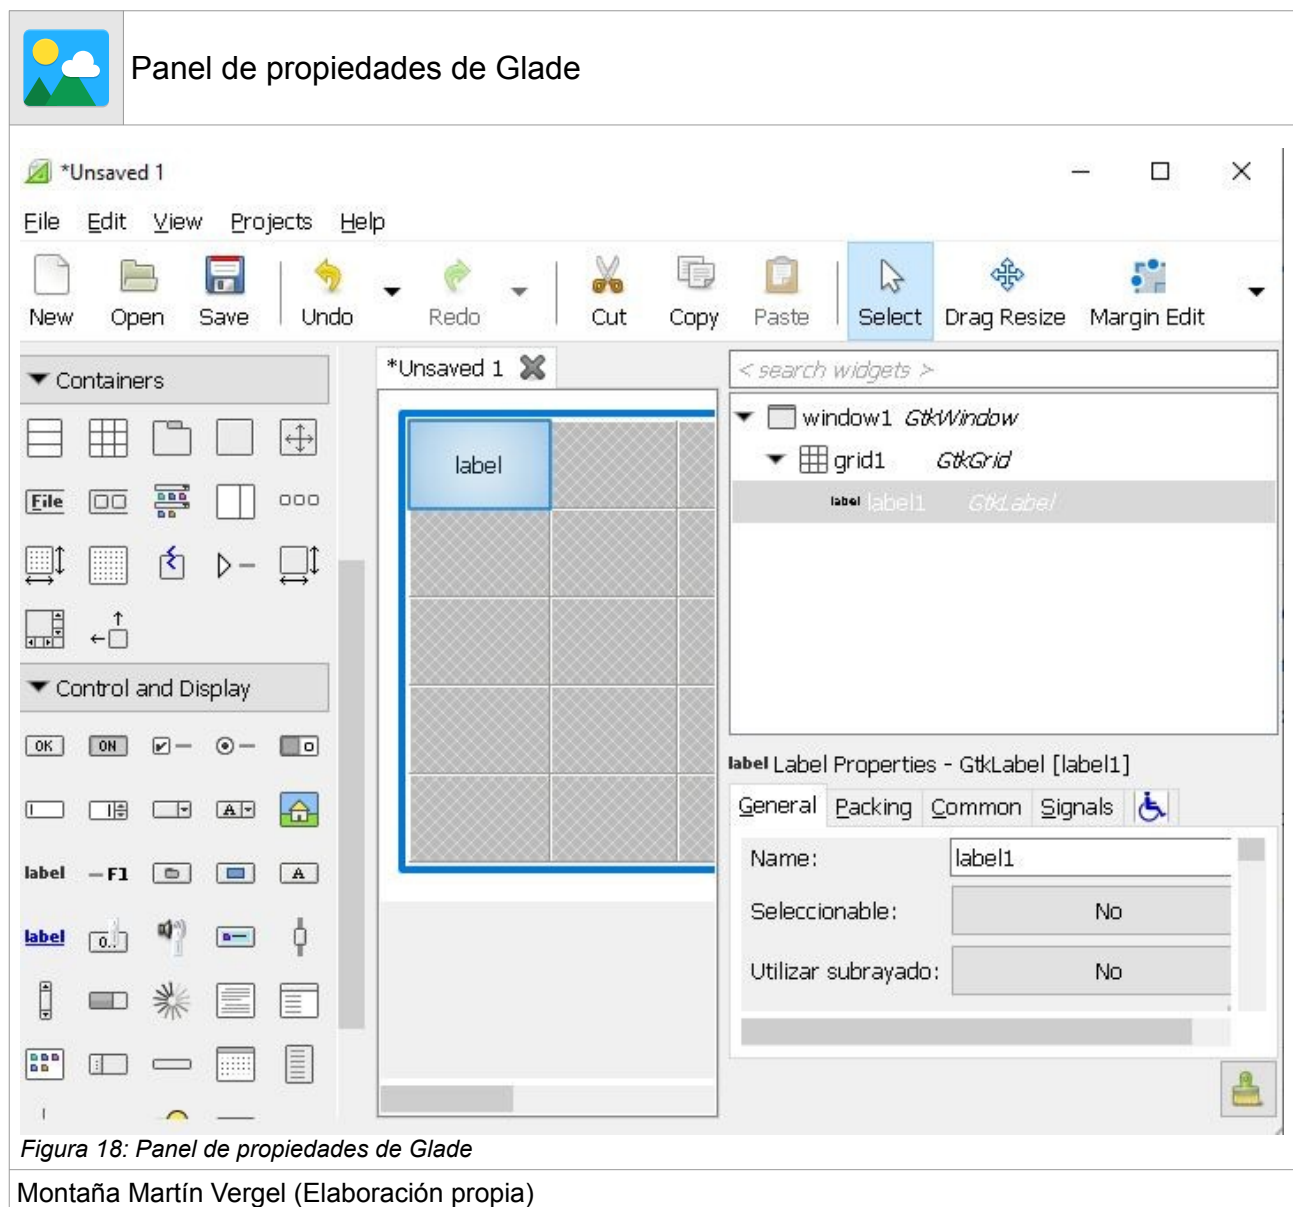 Panel de propiedades de Glade
*Unsaved 1
File Edit View Projects Help
New Open Save Undo Redo Cut Copy Paste Select Drag Resize Margin Edit
Containers
File
Control and Display
OK ON
A
label F1 A
label 0..
*Unsaved 1
label
< search widgets >
window1 GtkWindow
grid1 GtkGrid
label label1 GtkLabel
label Label Properties - GtkLabel [label1]
General Packing Common Signals
Name: label1
Seleccionable: No
Utilizar subrayado: No
Figura 18: Panel de propiedades de Glade
Montaña Martín Vergel (Elaboración propia)